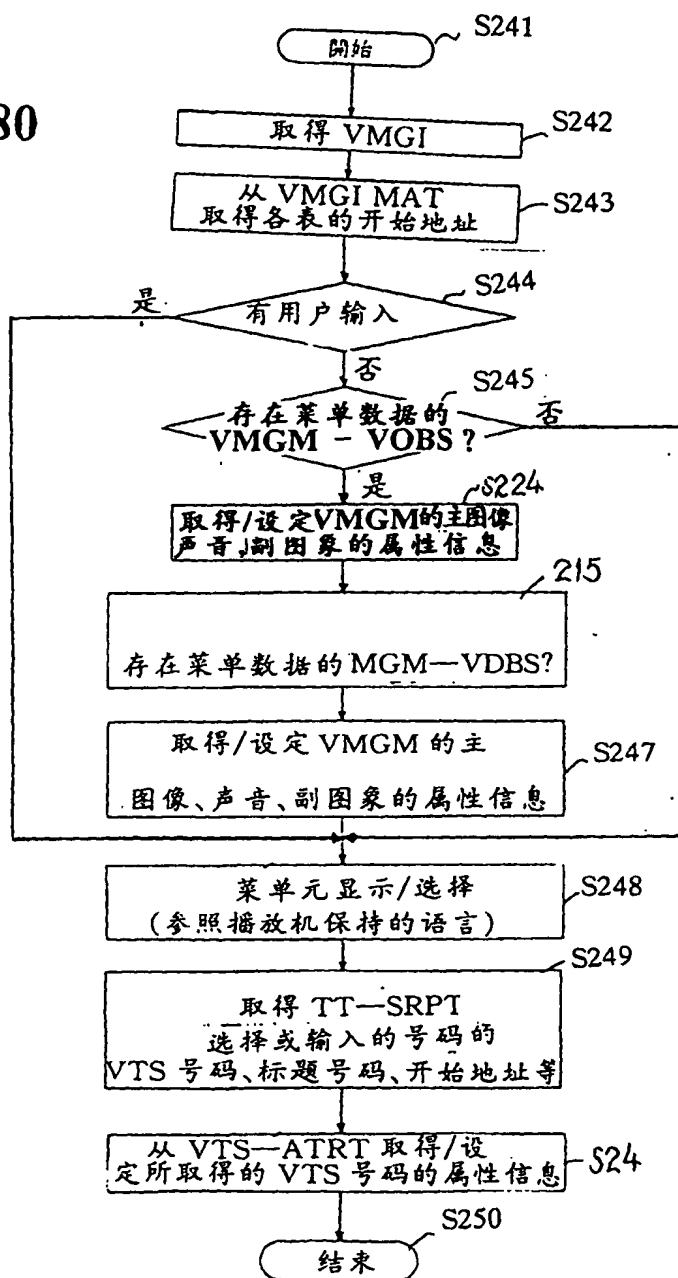 開始
S241
80
取得 VMGI
S242
从 VMGI MAT
取得各表的开始地址
S243
S244
是
有用户输入
否
S245
存在菜单数据的
VMGM - VOBS?
否
是
S224
取得/设定VMGM的主图像
声音,副图象的属性信息
215
存在菜单数据的MGM—VDBS?
取得/设定 VMGM 的主
图像、声音、副图象的属性信息
S247
菜单元显示/选择
(参照播放机保持的语言)
S248
S249
取得 TT—SRPT
选择或输入的号码的
VTS 号码、标题号码、开始地址等
从 VTS—ATRT 取得/设
定所取得的 VTS 号码的属性信息
S24
S250
结束